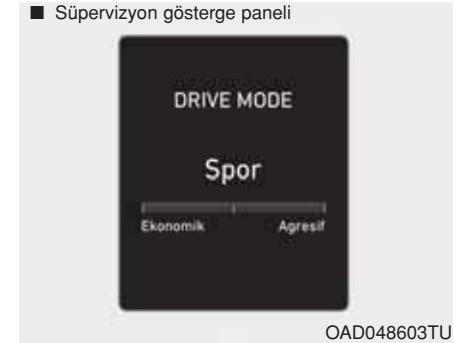 ■ Süpervizyon gösterge paneli
DRIVE MODE
Spor
Ekonomik Agresif
OAD048603TU